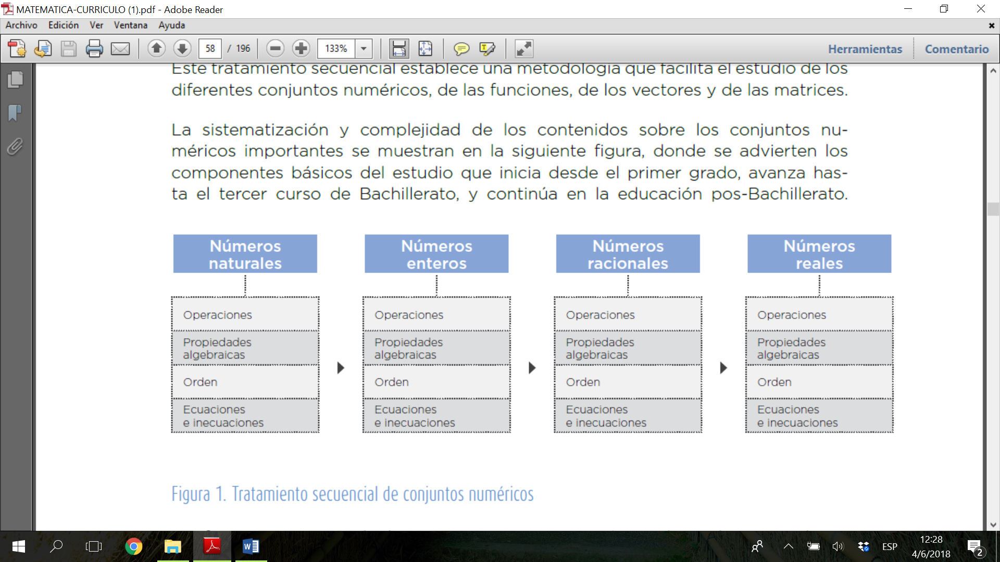 MATEMATICA-CURRICULO (1).pdf - Adobe Reader
Archivo Edición Ver Ventana Ayuda
58 / 196 133% Herramientas Comentario
Este tratamiento secuencial establece una metodología que facilita el estudio de los
diferentes conjuntos numéricos, de las funciones, de los vectores y de las matrices.
La sistematización y complejidad de los contenidos sobre los conjuntos nu-
méricos importantes se muestran en la siguiente figura, donde se advierten los
componentes básicos del estudio que inicia desde el primer grado, avanza has-
ta el tercer curso de Bachillerato, y continúa en la educación pos-Bachillerato.
Números
naturales
Operaciones
Propiedades
algebraicas
Orden
Ecuaciones
e inecuaciones
Números
enteros
Operaciones
Propiedades
algebraicas
Orden
Ecuaciones
e inecuaciones
Números
racionales
Operaciones
Propiedades
algebraicas
Orden
Ecuaciones
e inecuaciones
Números
reales
Operaciones
Propiedades
algebraicas
Orden
Ecuaciones
e inecuaciones
Figura 1. Tratamiento secuencial de conjuntos numéricos
ESP
12:28
4/6/2018
2